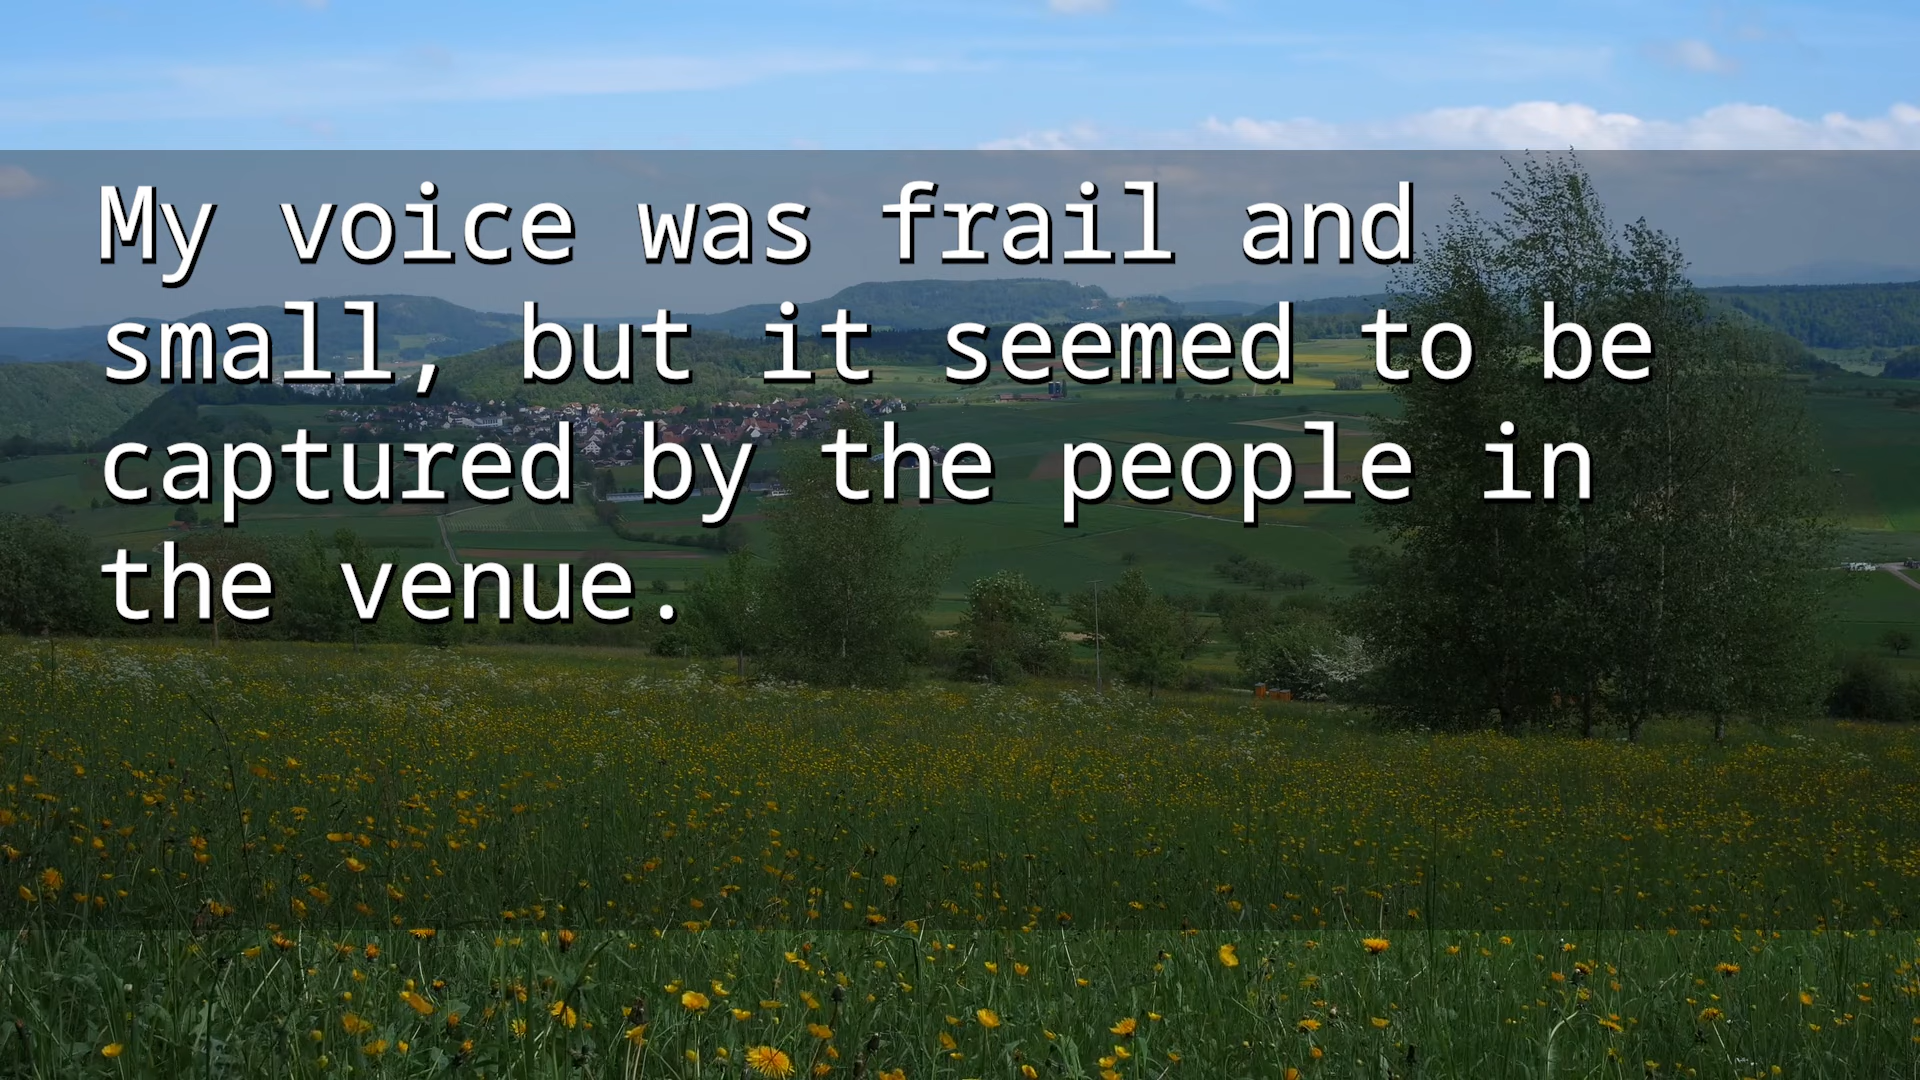 My voice was frail and
small, but it seemed to be
captured by the people in
the venue.